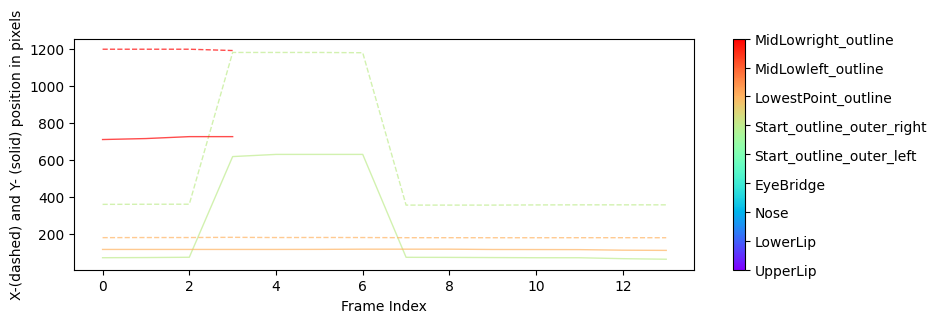 X-(dashed) and Y- (solid) position in pixels
1200
1000
800
600
400
200
0
2
4
6
8
10
12
Frame Index
MidLowright_outline
MidLowleft_outline
LowestPoint_outline
Start_outline_outer_right
Start_outline_outer_left
EyeBridge
Nose
LowerLip
UpperLip